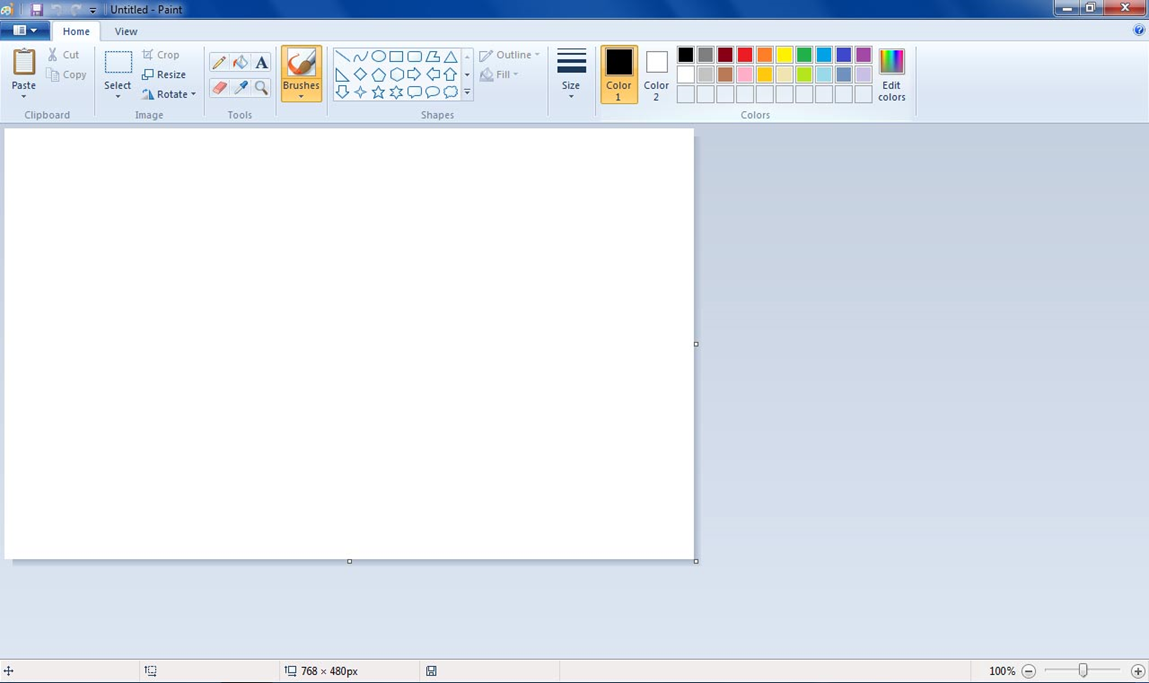 Untitled - Paint
Home View
Paste
Cut
Copy
Clipboard
Select
Crop
Resize
Rotate
Image
A
Tools
Brushes
Outline
Fill
Shapes
Size
Color 1
Color 2
Edit colors
Colors
768 × 480px
100%